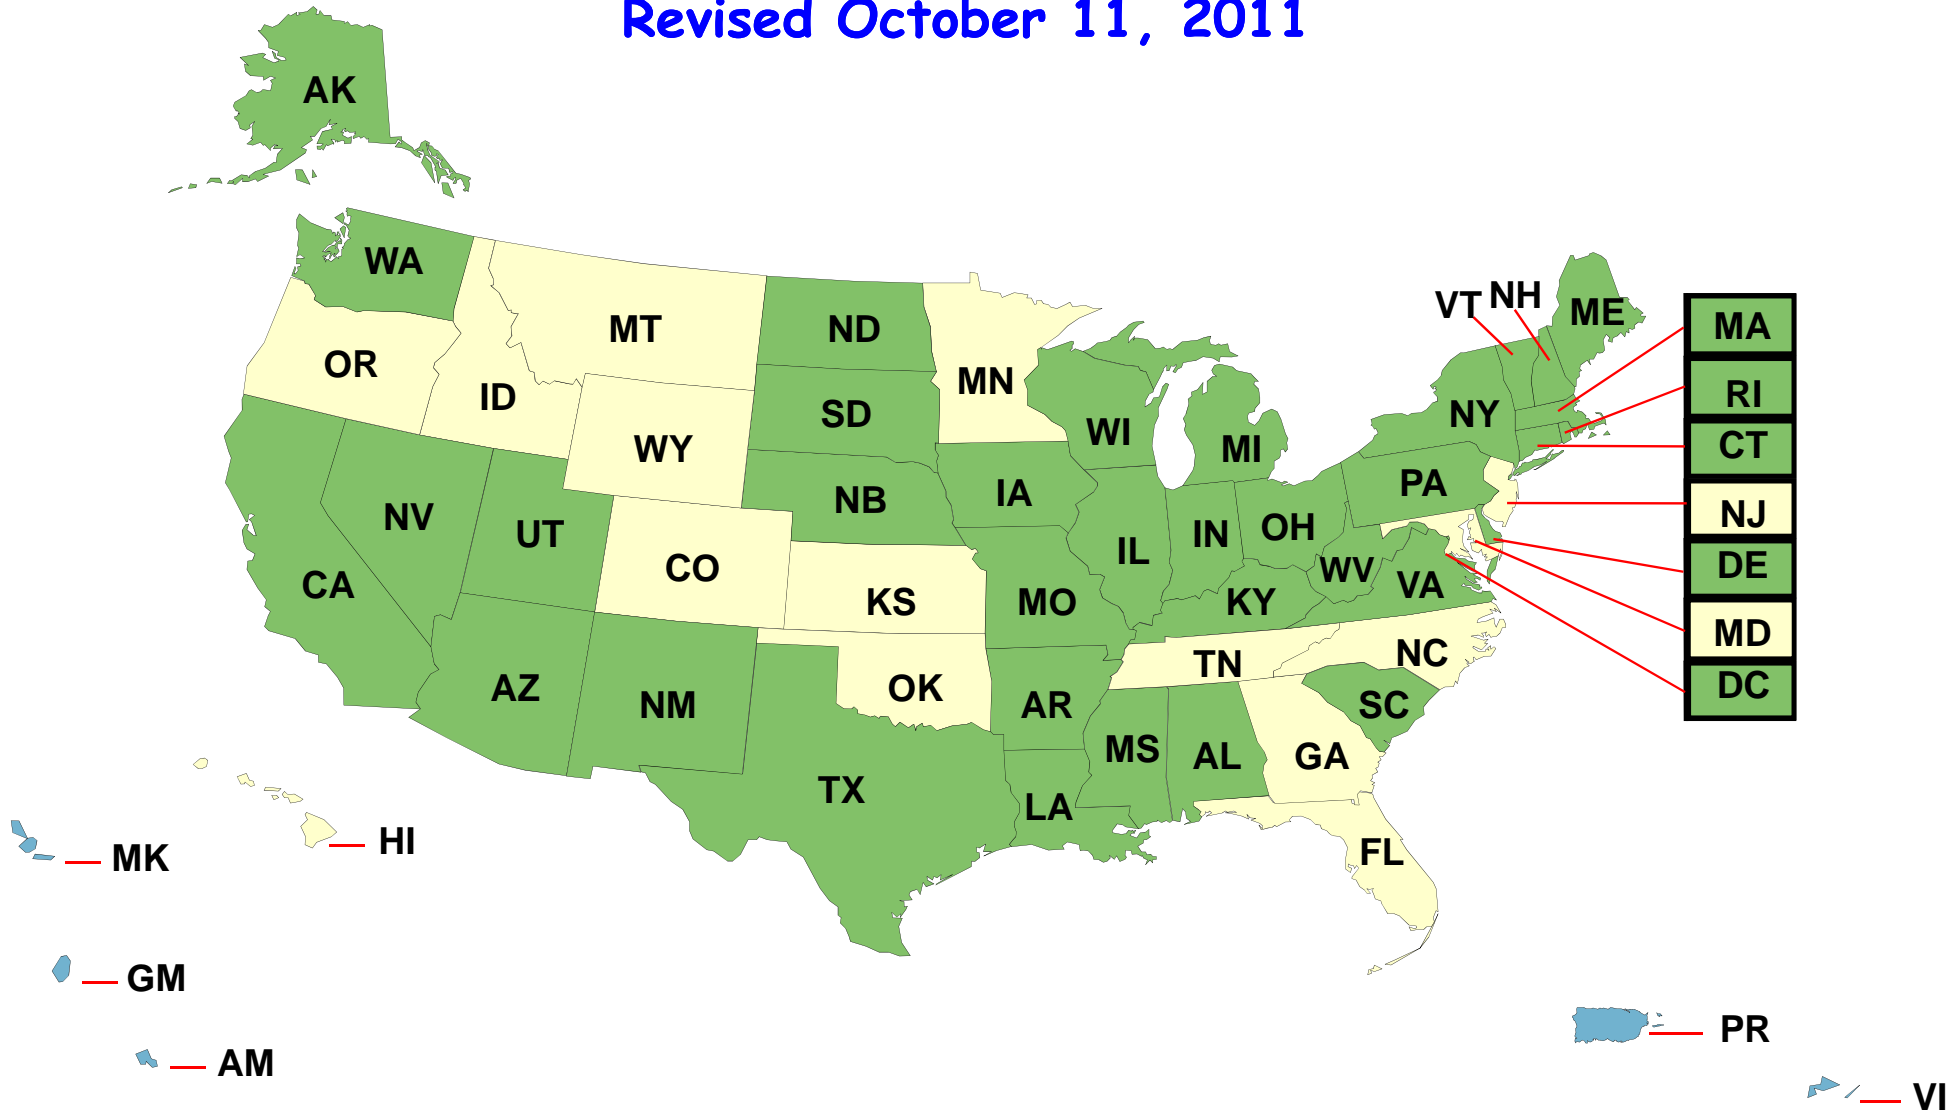 Revised October 11, 2011
AK
WA
MT
ND
OR
ID
MN
SD
WY
WI
MI
VT
NH
ME
NY
MA
RI
CT
NJ
DE
MD
DC
PA
NV
UT
NB
IA
CO
KS
CA
IL
IN
OH
WV
VA
MO
KY
AZ
NM
OK
AR
TN
NC
SC
MS
AL
GA
TX
LA
FL
HI
MK
GM
AM
PR
VI